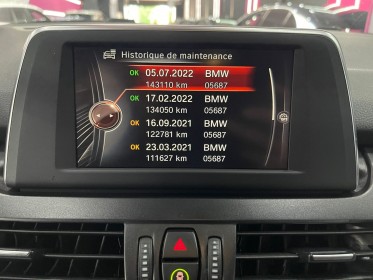 Historique de maintenance
OK 05.07.2022 BMW
143110 km 05687
OK 17.02.2022 BMW
134050 km 05687
OK 16.09.2021 BMW
122781 km 05687
OK 23.03.2021 BMW
111627 km 05687